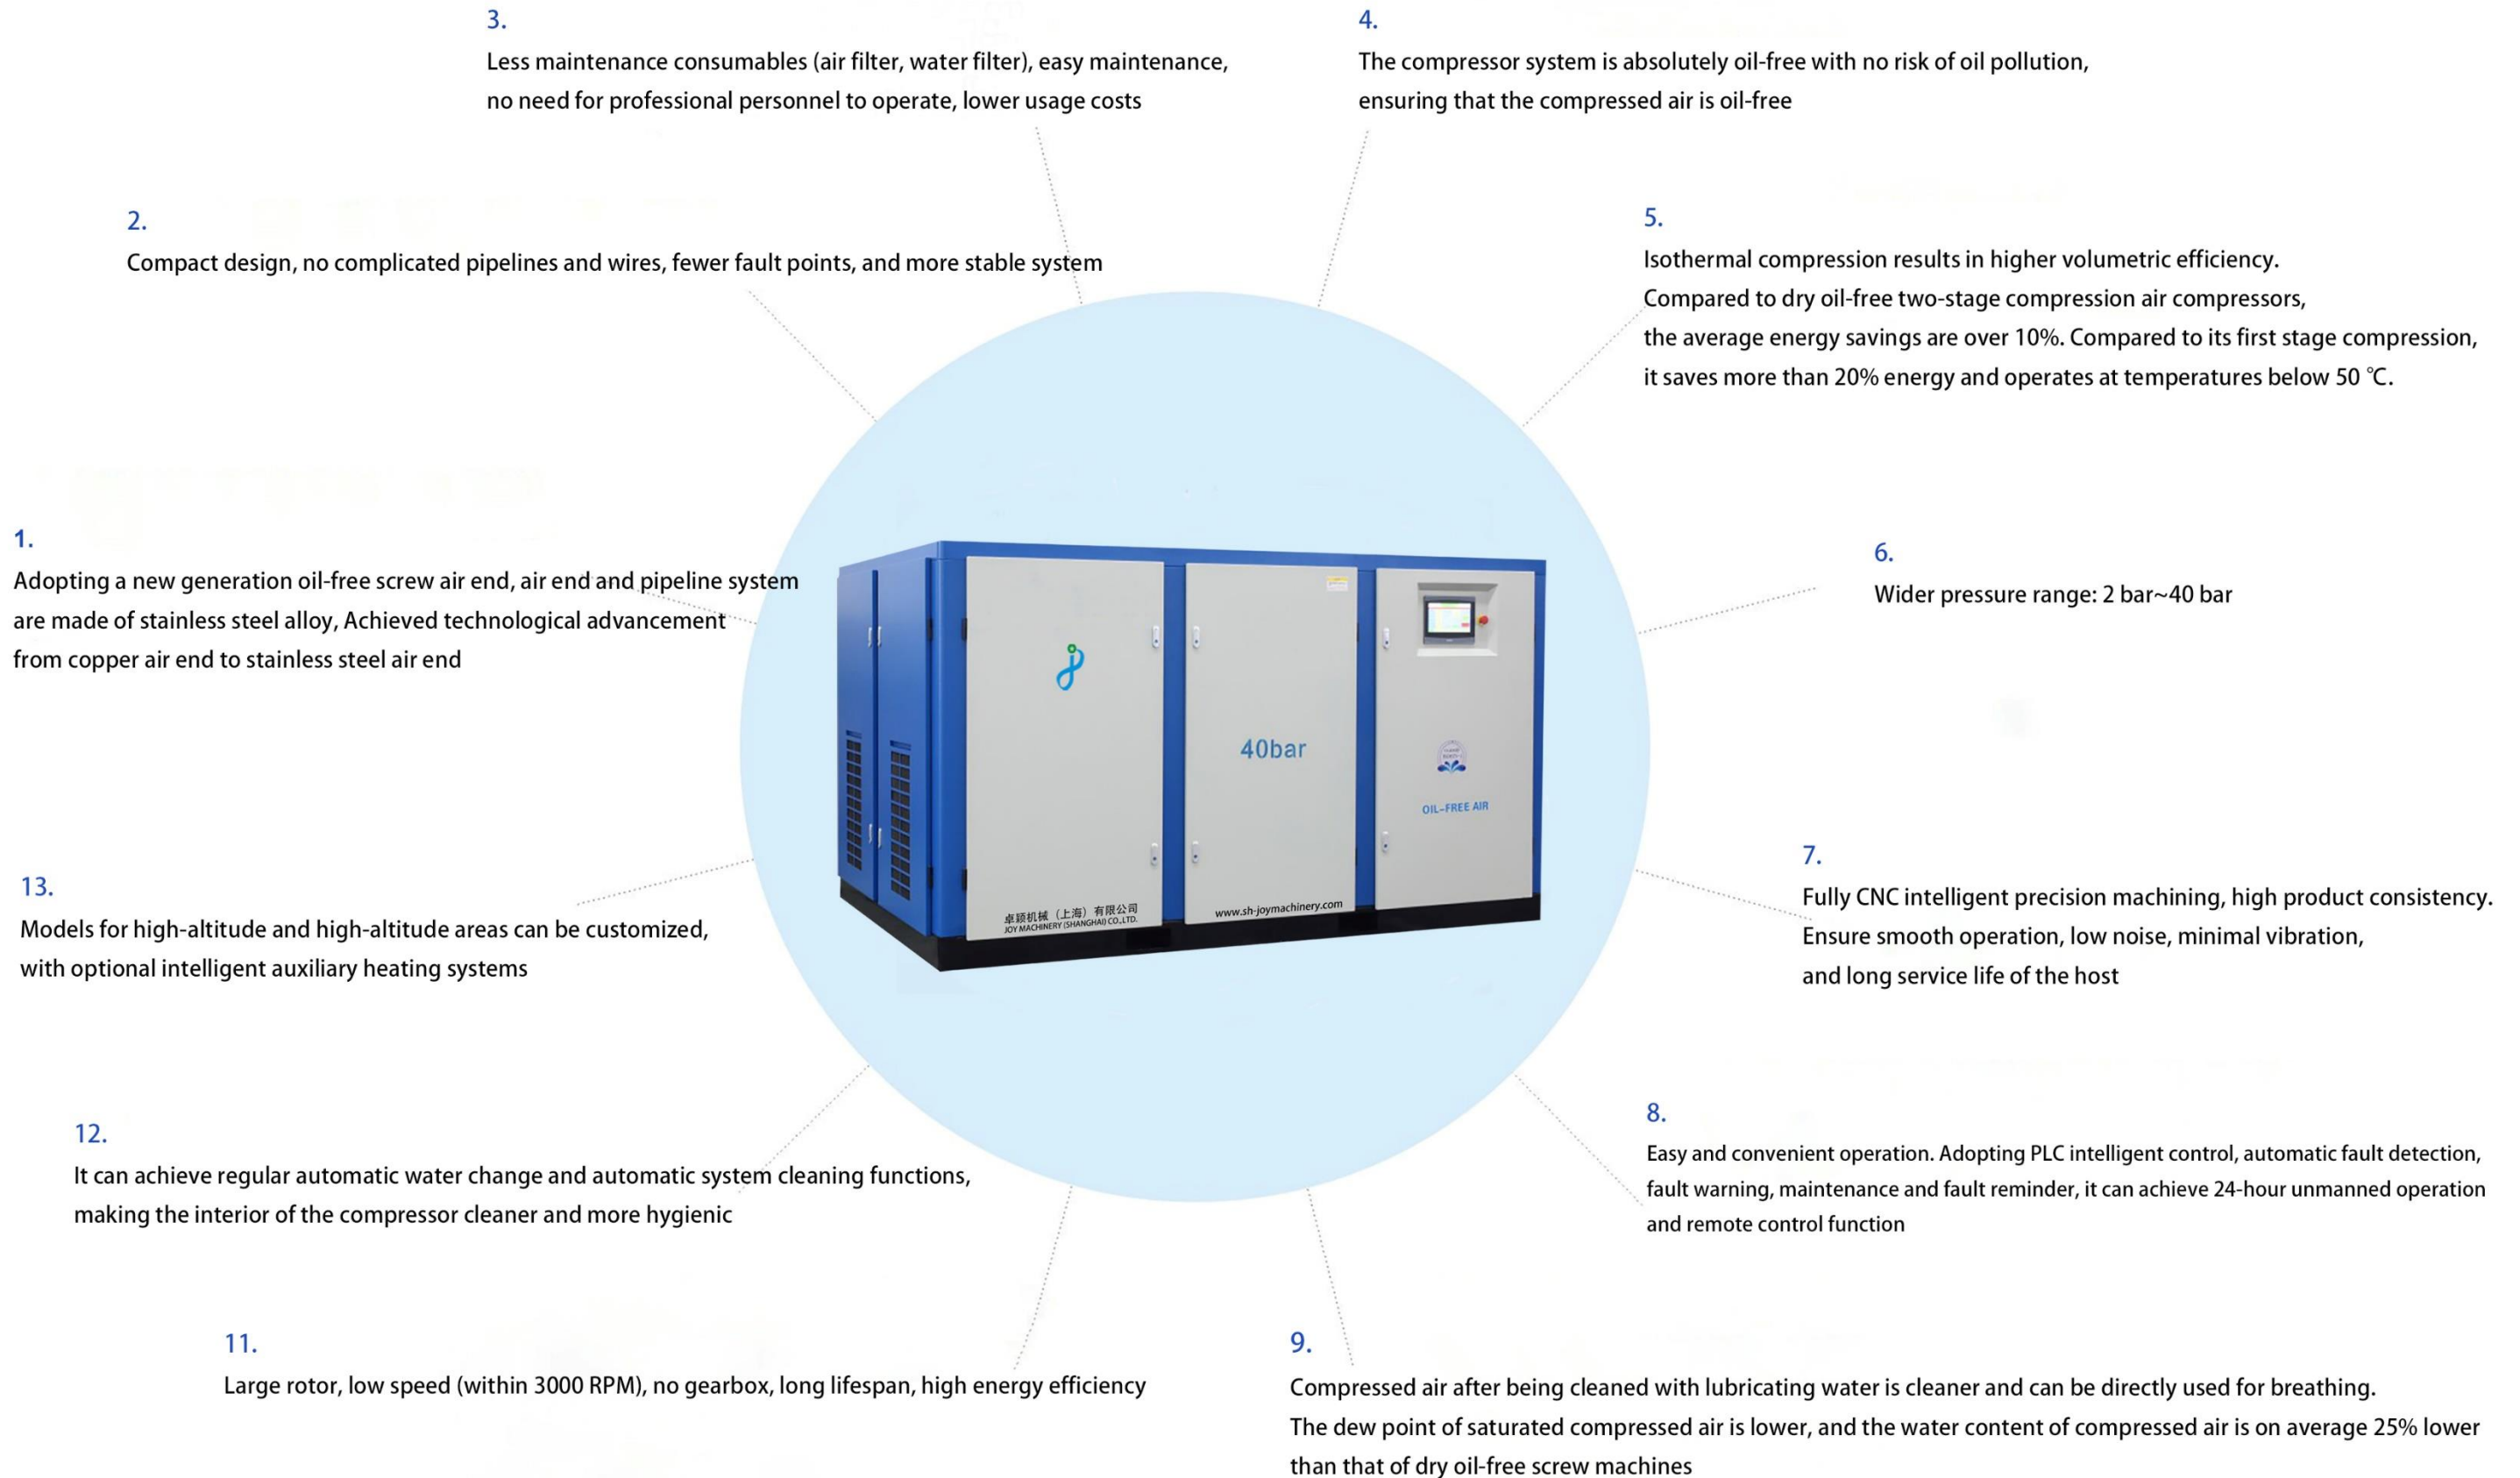 3.
Less maintenance consumables (air filter, water filter), easy maintenance,
no need for professional personnel to operate, lower usage costs
4.
The compressor system is absolutely oil-free with no risk of oil pollution,
ensuring that the compressed air is oil-free
2.
Compact design, no complicated pipelines and wires, fewer fault points, and more stable system
5.
Isothermal compression results in higher volumetric efficiency.
Compared to dry oil-free two-stage compression air compressors,
the average energy savings are over 10%. Compared to its first stage compression,
it saves more than 20% energy and operates at temperatures below 50 ℃.
1.
Adopting a new generation oil-free screw air end, air end and pipeline system
are made of stainless steel alloy, Achieved technological advancement
from copper air end to stainless steel air end
6.
Wider pressure range: 2 bar~40 bar
40bar
OIL-FREE AIR
卓颖机械（上海）有限公司
JOY MACHINERY (SHANGHAI) CO.,LTD.
www.sh-joymachinery.com
7.
Fully CNC intelligent precision machining, high product consistency.
Ensure smooth operation, low noise, minimal vibration,
and long service life of the host
13.
Models for high-altitude and high-altitude areas can be customized,
with optional intelligent auxiliary heating systems
8.
Easy and convenient operation. Adopting PLC intelligent control, automatic fault detection,
fault warning, maintenance and fault reminder, it can achieve 24-hour unmanned operation
and remote control function
12.
It can achieve regular automatic water change and automatic system cleaning functions,
making the interior of the compressor cleaner and more hygienic
11.
Large rotor, low speed (within 3000 RPM), no gearbox, long lifespan, high energy efficiency
9.
Compressed air after being cleaned with lubricating water is cleaner and can be directly used for breathing.
The dew point of saturated compressed air is lower, and the water content of compressed air is on average 25% lower
than that of dry oil-free screw machines